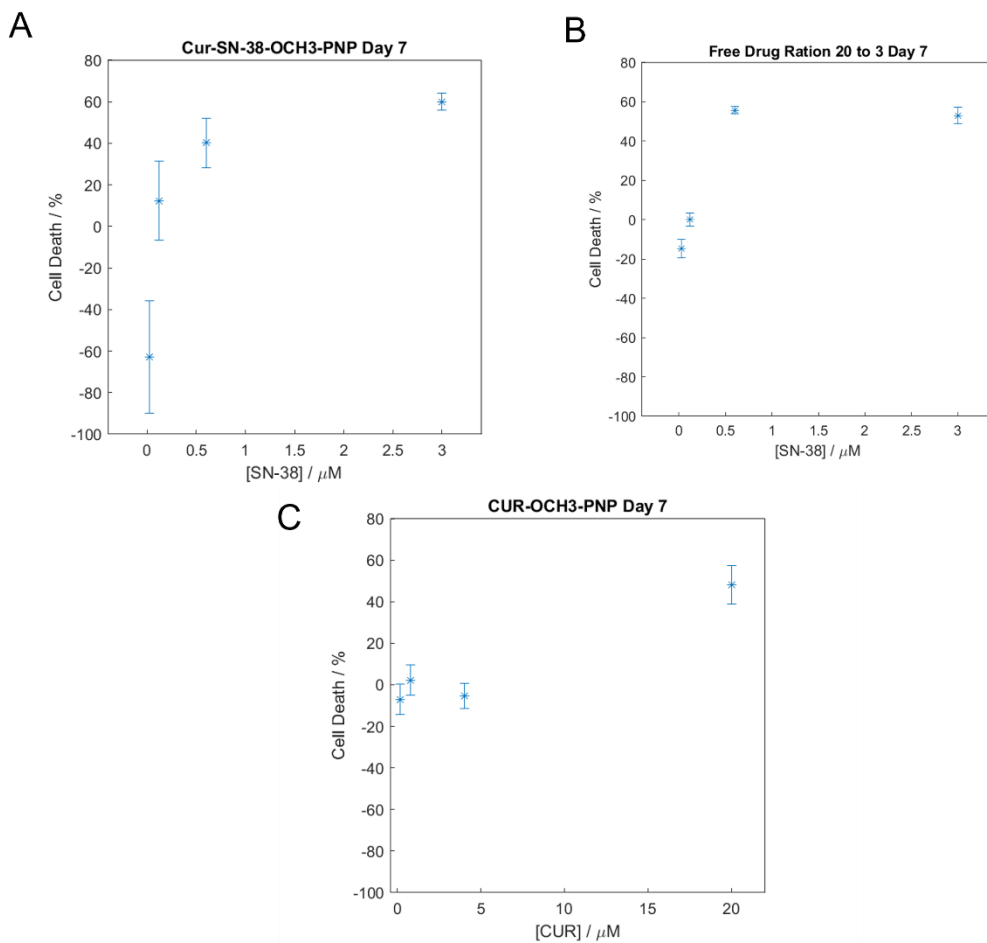 A
Cur-SN-38-OCH3-PNP Day 7
80
60
40
20
0
-20
-40
-60
-80
-100
Cell Death / %
0 0.5 1 1.5 2 2.5 3
[SN-38] / μM
B
Free Drug Ration 20 to 3 Day 7
80
60
40
20
0
-20
-40
-60
-80
-100
Cell Death / %
0 0.5 1 1.5 2 2.5 3
[SN-38] / μM
C
CUR-OCH3-PNP Day 7
80
60
40
20
0
-20
-40
-60
-80
-100
Cell Death / %
0 5 10 15 20
[CUR] / μM